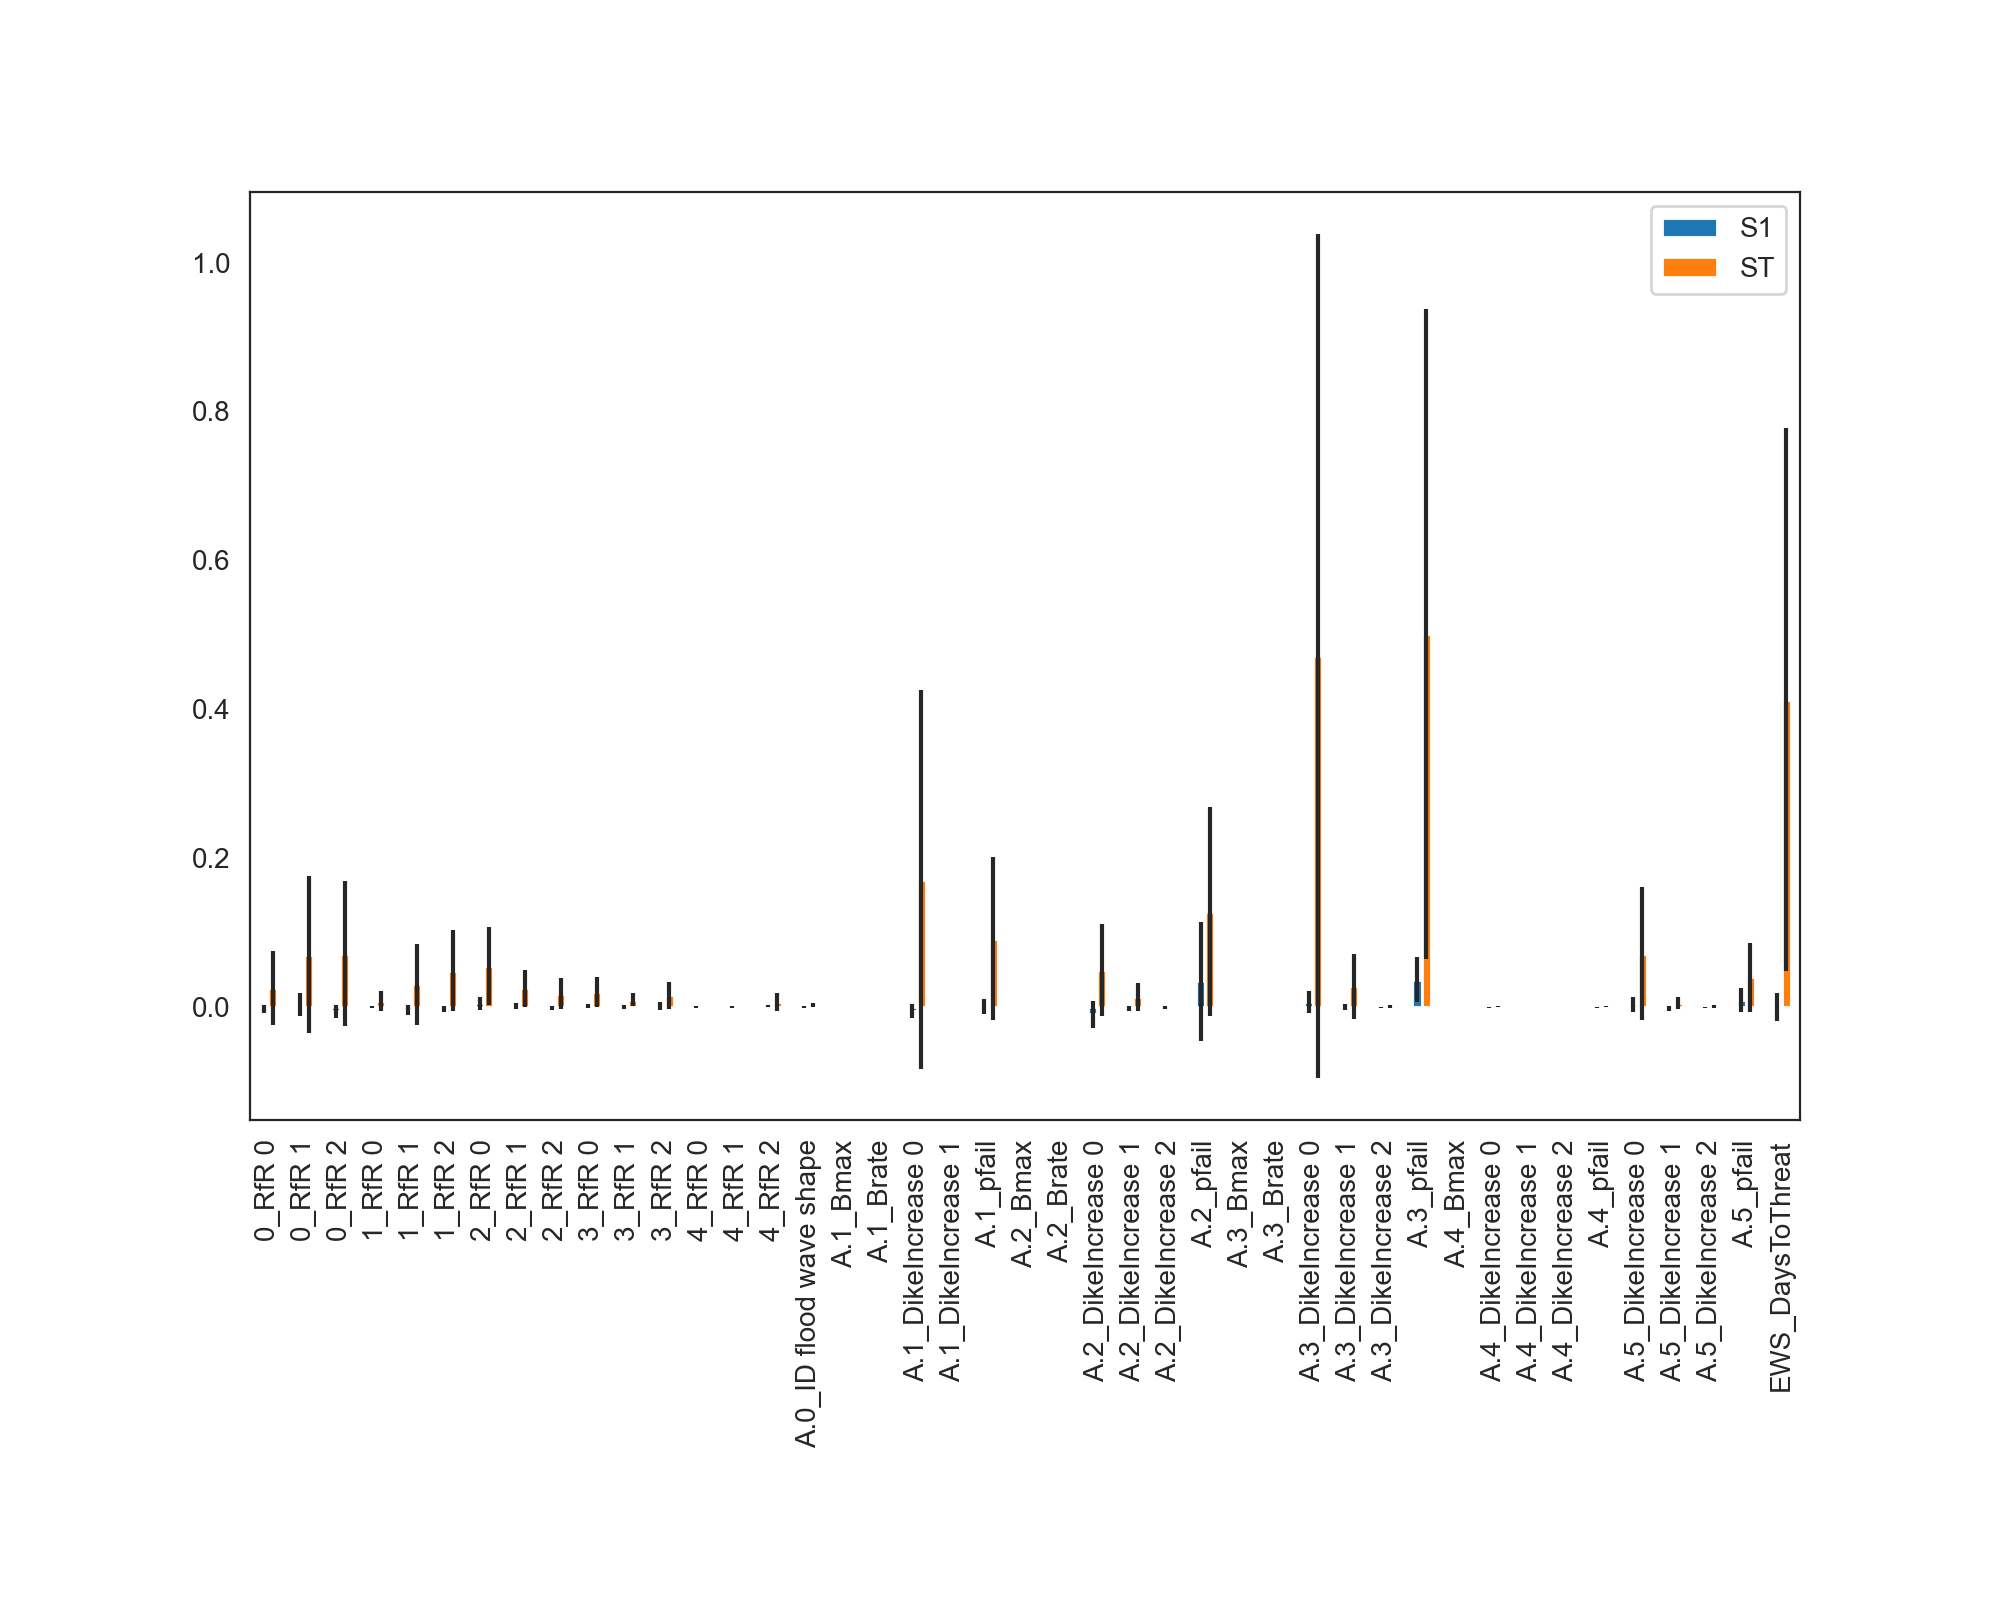 S1
ST
1.0
0.8
0.6
0.4
0.2
0.0
0_RfR 0
0_RfR 1
0_RfR 2
1_RfR 0
1_RfR 1
1_RfR 2
2_RfR 0
2_RfR 1
2_RfR 2
3_RfR 0
3_RfR 1
3_RfR 2
4_RfR 0
4_RfR 1
4_RfR 2
A.0_ID flood wave shape
A.1_Bmax
A.1_Brate
A.1_DikeIncrease 0
A.1_DikeIncrease 1
A.1_pfail
A.2_Bmax
A.2_Brate
A.2_DikeIncrease 0
A.2_DikeIncrease 1
A.2_DikeIncrease 2
A.2_pfail
A.3_Bmax
A.3_Brate
A.3_DikeIncrease 0
A.3_DikeIncrease 1
A.3_DikeIncrease 2
A.3_pfail
A.4_Bmax
A.4_DikeIncrease 0
A.4_DikeIncrease 1
A.4_DikeIncrease 2
A.4_pfail
A.5_DikeIncrease 0
A.5_DikeIncrease 1
A.5_DikeIncrease 2
A.5_pfail
EWS_DaysToThreat